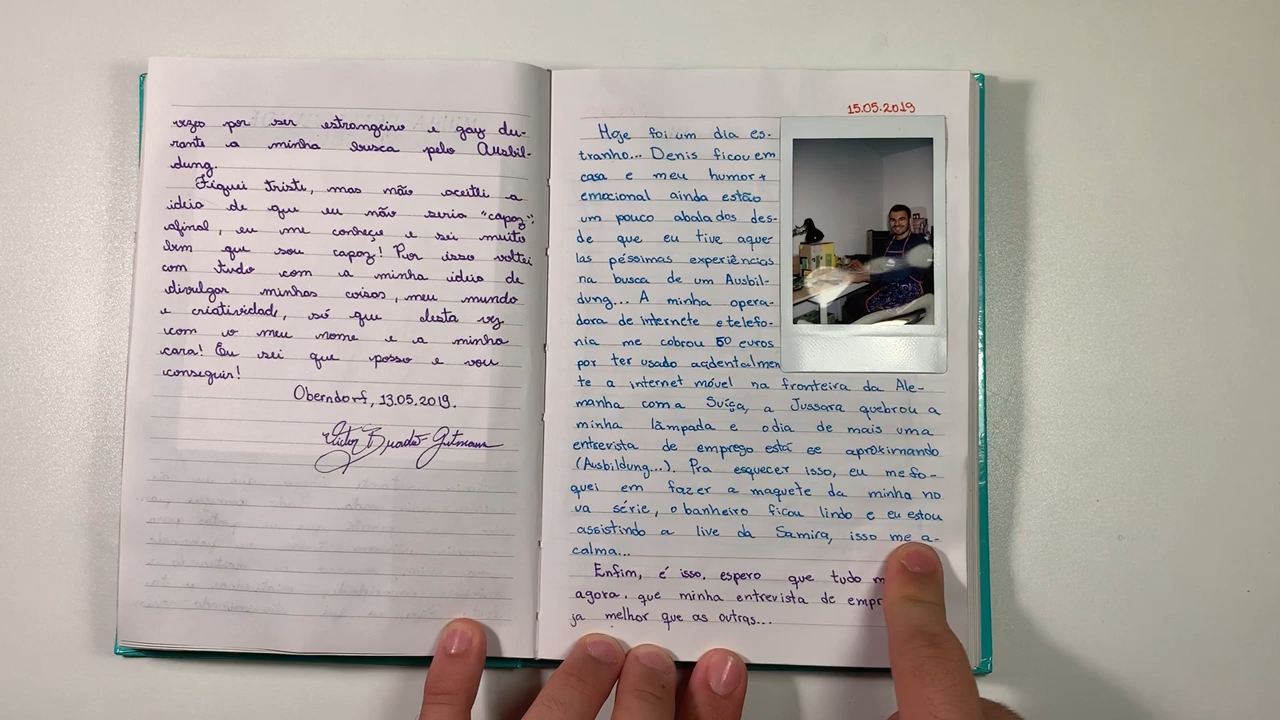 vezes por ser estrangeiro e gay du-
rante a minha busca pelo Ausbil-
dung.
Fiquei triste, mas não aceitei a
ideia de que eu não seria "capaz";
afinal, eu me conheço e sei muito
bem que sou capaz! Por isso voltei
com tudo com a minha ideia de
divulgar minhas coisas, meu mundo
e criatividade, só que desta vez
com o meu nome e a minha
cara! Eu sei que posso e vou
conseguir!
Oberndorf, 13.05.2019.
15.05.2019
Hoje foi um dia es-
tranho... Denis ficou em
casa e meu humor +
emocional ainda estão
um pouco abalados des-
de que eu tive aque-
las péssimas experiências
na busca de um Ausbil-
dung... A minha opera-
dora de internete e telefo-
nia me cobrou 50 euros
por ter usado acidentalmen
te a internet móvel na fronteira da Ale-
manha com a Suíça, a Jussara quebrou a
minha lâmpada e o dia de mais uma
entrevista de emprego está se aproximando
(Ausbildung...). Pra esquecer isso, eu me fo-
quei em fazer a maquete da minha no
va série, o banheiro ficou lindo e eu estou
assistindo a live da Samira, isso me a-
calma...
Enfim, é isso, espero que tudo m
agora, que minha entrevista de empr
ja melhor que as outras...